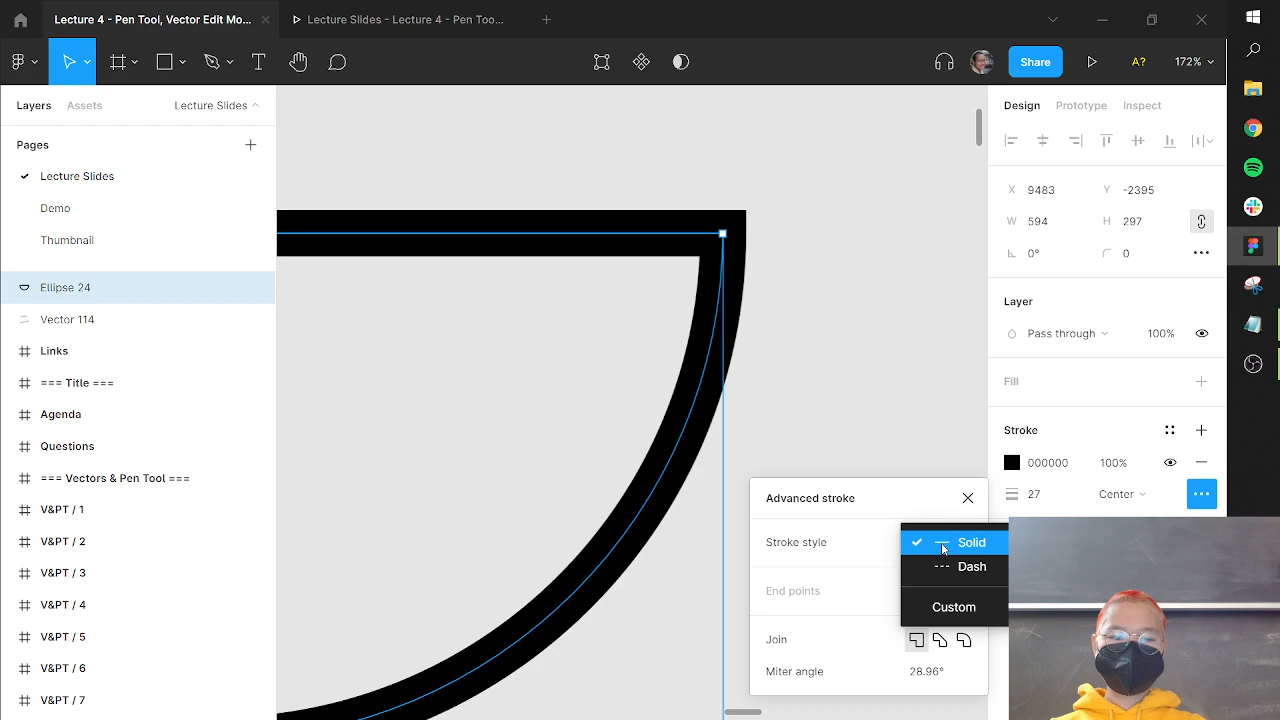 Lecture 4 - Pen Tool, Vector Edit Mo...
Lecture Slides - Lecture 4 - Pen Too...
Share
A?
172%
Layers
Assets
Lecture Slides
Pages
Lecture Slides
Demo
Thumbnail
Ellipse 24
Vector 114
Links
=== Title ===
Agenda
Questions
=== Vectors & Pen Tool ===
V&PT / 1
V&PT / 2
V&PT / 3
V&PT / 4
V&PT / 5
V&PT / 6
V&PT / 7
Design
Prototype
Inspect
X 9483 Y -2395
W 594 H 297
0° 0
Layer
Pass through 100%
Fill
Stroke
000000 100%
27 Center
Advanced stroke
Stroke style
Solid
Dash
Custom
End points
Join
Miter angle 28.96°